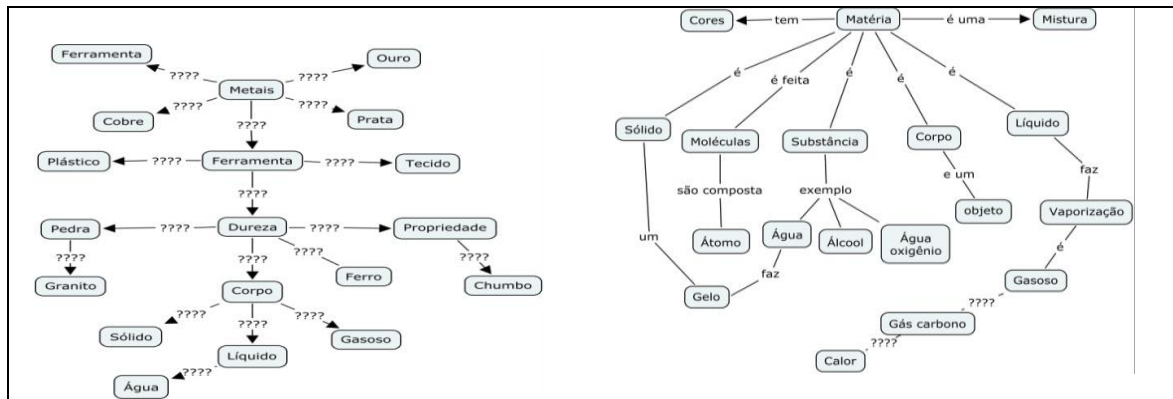 Ferramenta
????
????
Ouro
Metais
????
????
Cobre
Prata
????
Plástico
????
Ferramenta
????
Tecido
????
Pedra
????
Dureza
????
Propriedade
????
????
????
????
Granito
Ferro
Chumbo
Corpo
????
????
????
Sólido
Gasoso
Líquido
????
Água
Cores
tem
Matéria
é uma
Mistura
é
é feita
é
é
é
Sólido
Moléculas
Substância
Corpo
Líquido
são composta
exemplo
e um
faz
objeto
Vaporização
um
Átomo
Água
Álcool
Água
oxigênio
é
faz
Gelo
Gasoso
????
Gás carbono
????
Calor